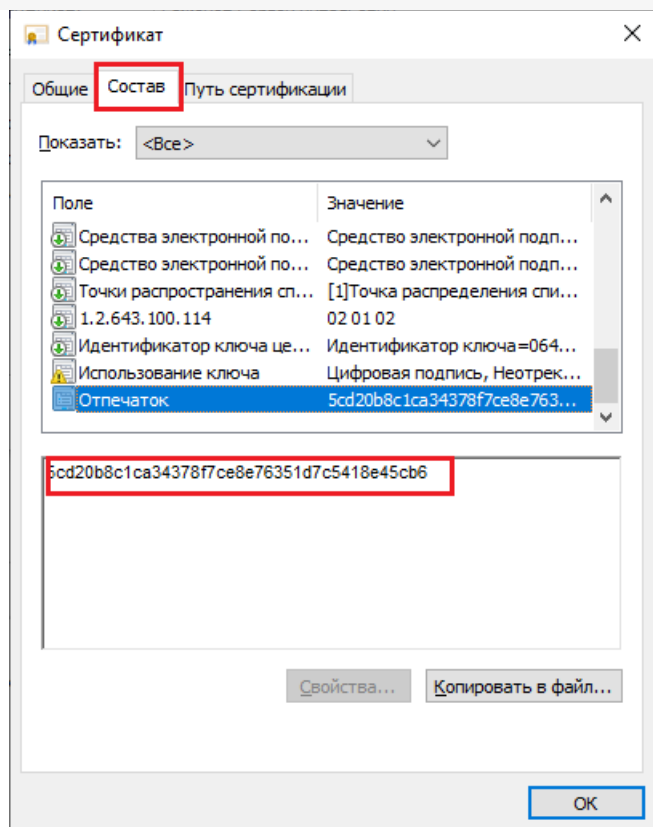 Сертификат
Общие Состав Путь сертификации
Показать: <Все>
Поле Значение
Средства электронной по... Средство электронной подп...
Средство электронной по... Средство электронной подп...
Точки распространения сп... [1]Точка распределения спи...
1.2.643.100.114 02 01 02
Идентификатор ключа це... Идентификатор ключа=064...
Использование ключа Цифровая подпись, Неотрек...
Отпечаток 5cd20b8c1ca34378f7ce8e763...
5cd20b8c1ca34378f7ce8e76351d7c5418e45cb6
Свойства... Копировать в файл...
ОК